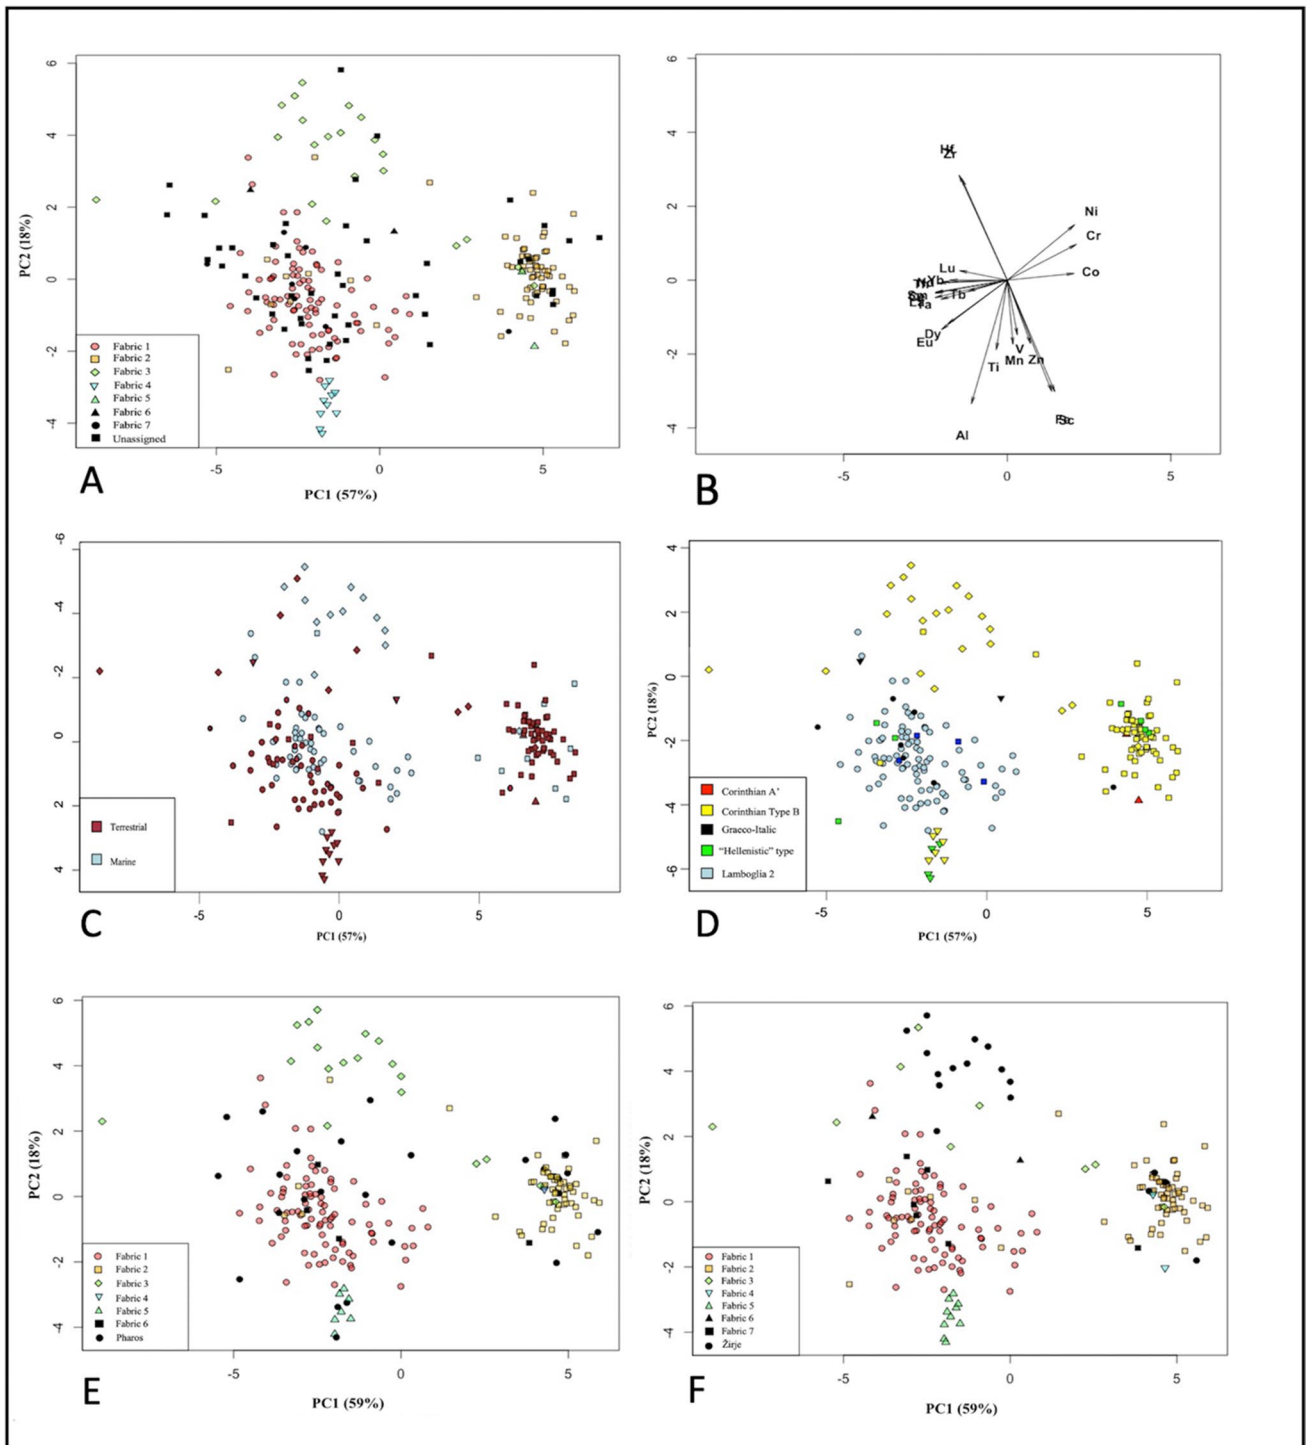 6
4
2
0
-2
-4
PC2 (18%)
Fabric 1
Fabric 2
Fabric 3
Fabric 4
Fabric 5
Fabric 6
Fabric 7
Unassigned
-5 0 5
PC1 (57%)
A
6
4
2
0
-2
-4
Hf
Zr
Ni
Cr
Co
Lu
Yb
Tb
Dy
Eu
V
Mn Zn
Ti
Al
Sc
-5 0 5
B
-6
-4
-2
0
2
4
Terrestrial
Marine
-5 0 5
PC1 (57%)
C
4
2
0
-2
-4
-6
PC2 (18%)
Corinthian A'
Corinthian Type B
Graeco-Italic
“Hellenistic” type
Lamboglia 2
-5 0 5
PC1 (57%)
D
6
4
2
0
-2
-4
PC2 (18%)
Fabric 1
Fabric 2
Fabric 3
Fabric 4
Fabric 5
Fabric 6
Pharos
-5 0 5
PC1 (59%)
E
6
4
2
0
-2
-4
PC2 (18%)
Fabric 1
Fabric 2
Fabric 3
Fabric 4
Fabric 5
Fabric 6
Fabric 7
Žirje
-5 0 5
PC1 (59%)
F